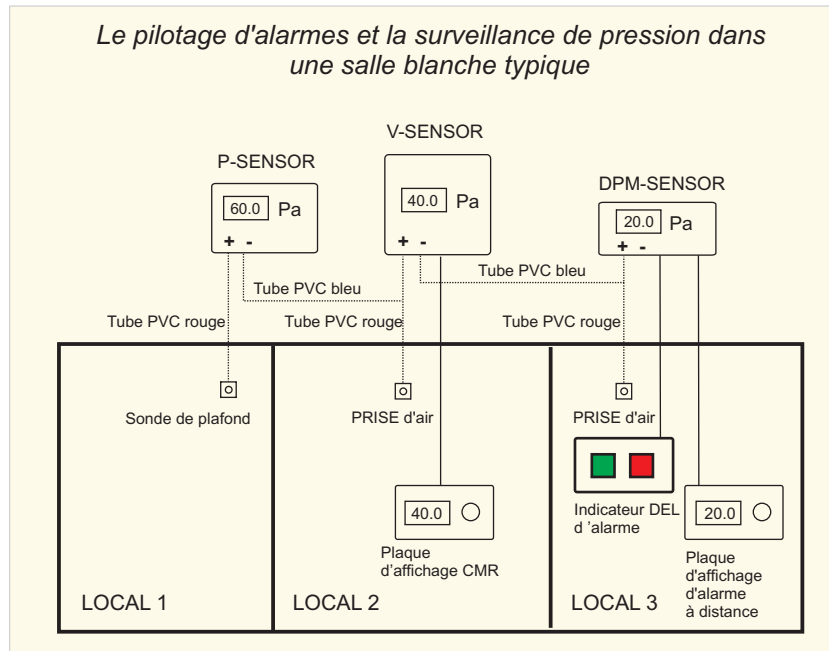 Le pilotage d'alarmes et la surveillance de pression dans
une salle blanche typique
V-SENSOR
P-SENSOR
DPM-SENSOR
60.0 Pa
40.0 Pa
20.0 Pa
+ -
+ -
+ -
Tube PVC bleu
Tube PVC bleu
Tube PVC rouge
Tube PVC rouge
Tube PVC rouge
Sonde de plafond
PRISE d'air
PRISE d'air
40.0
20.0
Plaque
d'affichage CMR
Indicateur DEL
d 'alarme
Plaque
d'affichage
d'alarme
à distance
LOCAL 1
LOCAL 2
LOCAL 3